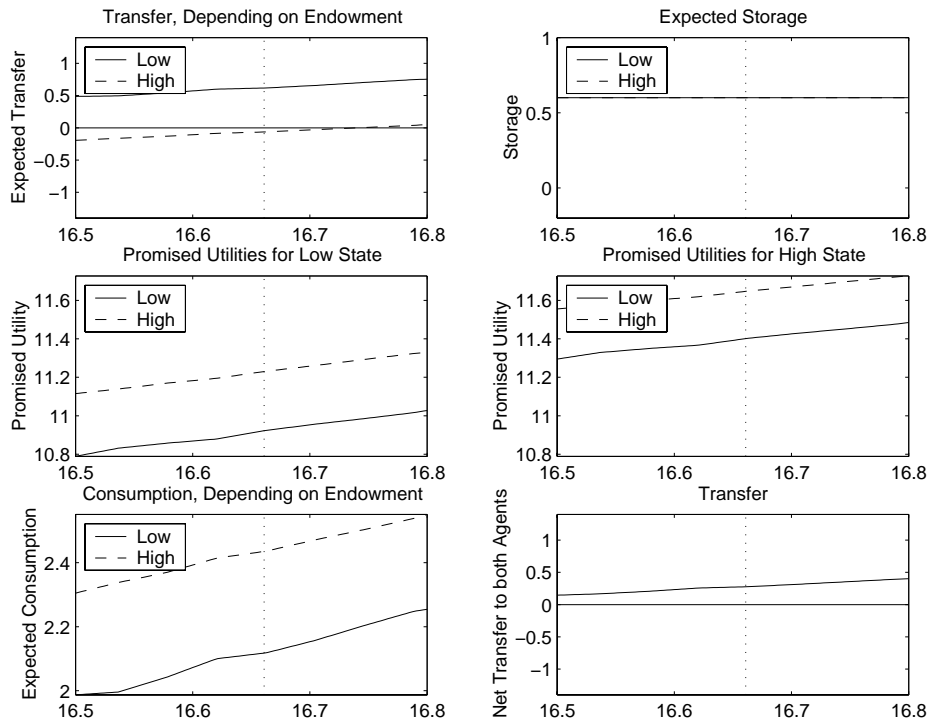 Transfer, Depending on Endowment
Expected Transfer
1
0.5
0
−0.5
−1
Low
High
16.5
16.6
16.7
16.8
Expected Storage
Storage
1
0.5
0
Low
High
16.5
16.6
16.7
16.8
Promised Utilities for Low State
Promised Utility
11.6
11.4
11.2
11
10.8
Low
High
16.5
16.6
16.7
16.8
Promised Utilities for High State
Promised Utility
11.6
11.4
11.2
11
10.8
Low
High
16.5
16.6
16.7
16.8
Consumption, Depending on Endowment
Expected Consumption
2.4
2.2
2
Low
High
16.5
16.6
16.7
16.8
Transfer
Net Transfer to both Agents
1
0.5
0
−0.5
−1
16.5
16.6
16.7
16.8